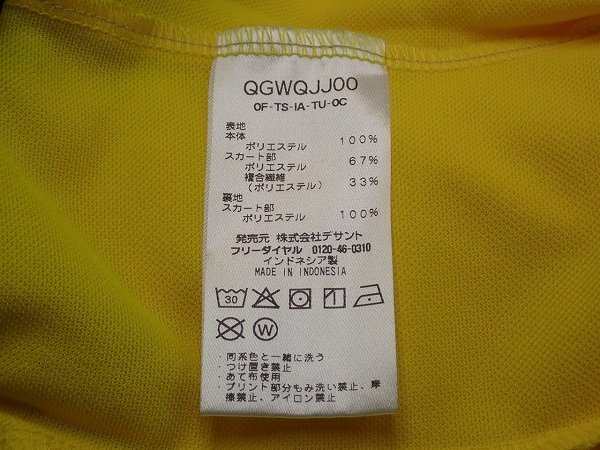 QGWQJJ00
OF-TS-IA-TU-OC
表地
本体
ポリエステル 100%
スカート部
ポリエステル 67%
複合繊維
(ポリエステル) 33%
裏地
スカート部
ポリエステル 100%
発売元 株式会社デサント
フリーダイヤル 0120-46-0310
インドネシア製
MADE IN INDONESIA
30
W
・同系色と一緒に洗う
・つけ置き禁止
・あて布使用
・プリント部分もみ洗い禁止、摩
擦禁止、アイロン禁止